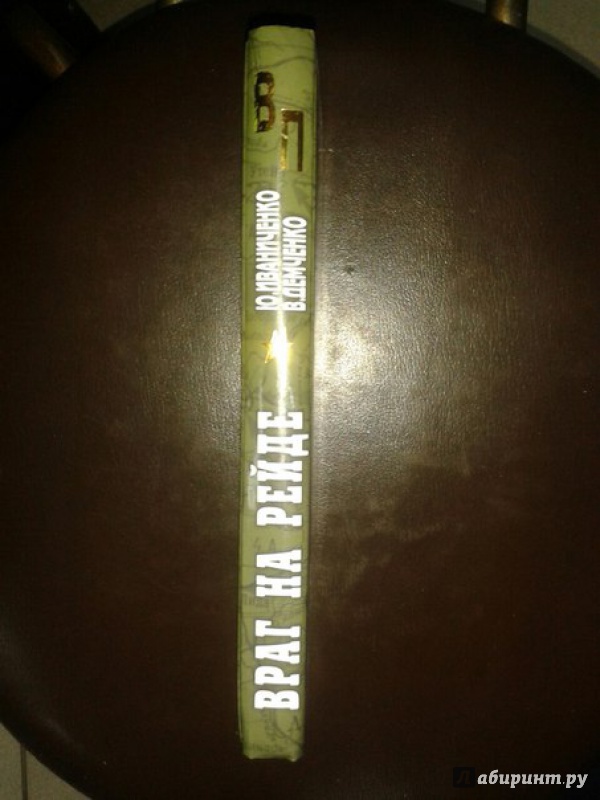 ВП
Ю.ИВАНИЧЕНКО
В.ДЕМЧЕНКО
ВРАГ НА РЕЙДЕ
Лабиринт.ру